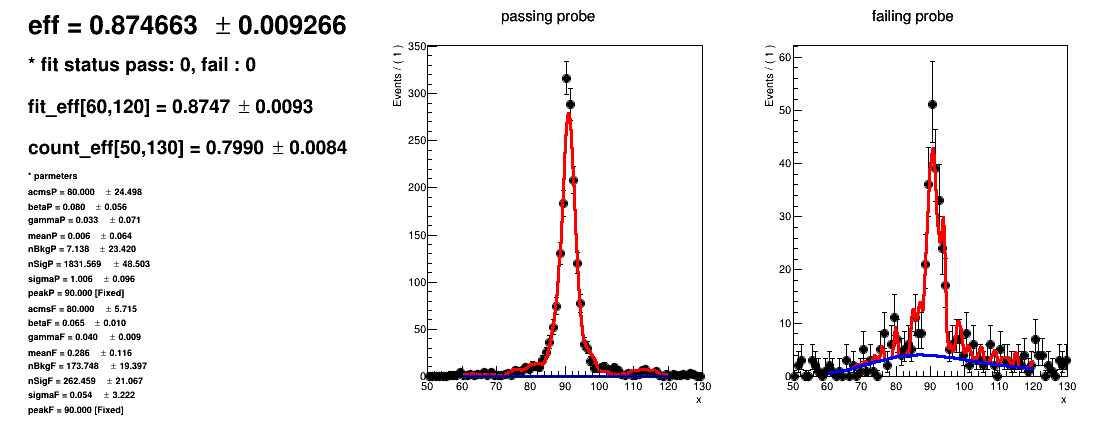 eff = 0.874663 ± 0.009266
* fit status pass: 0, fail : 0
fit_eff[60,120] = 0.8747 ± 0.0093
count_eff[50,130] = 0.7990 ± 0.0084
* parmeters
acmsP = 80.000 ± 24.498
betaP = 0.080 ± 0.056
gammaP = 0.033 ± 0.071
meanP = 0.006 ± 0.064
nBkgP = 7.138 ± 23.420
nSigP = 1831.569 ± 48.503
sigmaP = 1.006 ± 0.096
peakP = 90.000 [Fixed]
acmsF = 80.000 ± 5.715
betaF = 0.065 ± 0.010
gammaF = 0.040 ± 0.009
meanF = 0.286 ± 0.116
nBkgF = 173.748 ± 19.397
nSigF = 262.459 ± 21.067
sigmaF = 0.054 ± 3.222
peakF = 90.000 [Fixed]
passing probe
Events / ( 1 )
350
300
250
200
150
100
50
0
50 60 70 80 90 100 110 120 130
x
failing probe
Events / ( 1 )
60
50
40
30
20
10
0
50 60 70 80 90 100 110 120 130
x